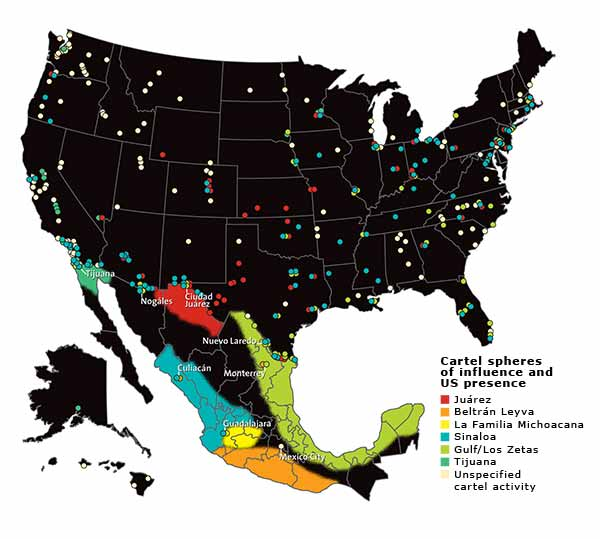 Tijuana
Nogáles
Ciudad
Juárez
Nuevo Laredo
Culiacán
Monterrey
Guadalajara
Mexico City
Cartel spheres
of influence and
US presence
Juárez
Beltrán Leyva
La Familia Michoacana
Sinaloa
Gulf/Los Zetas
Tijuana
Unspecified
cartel activity